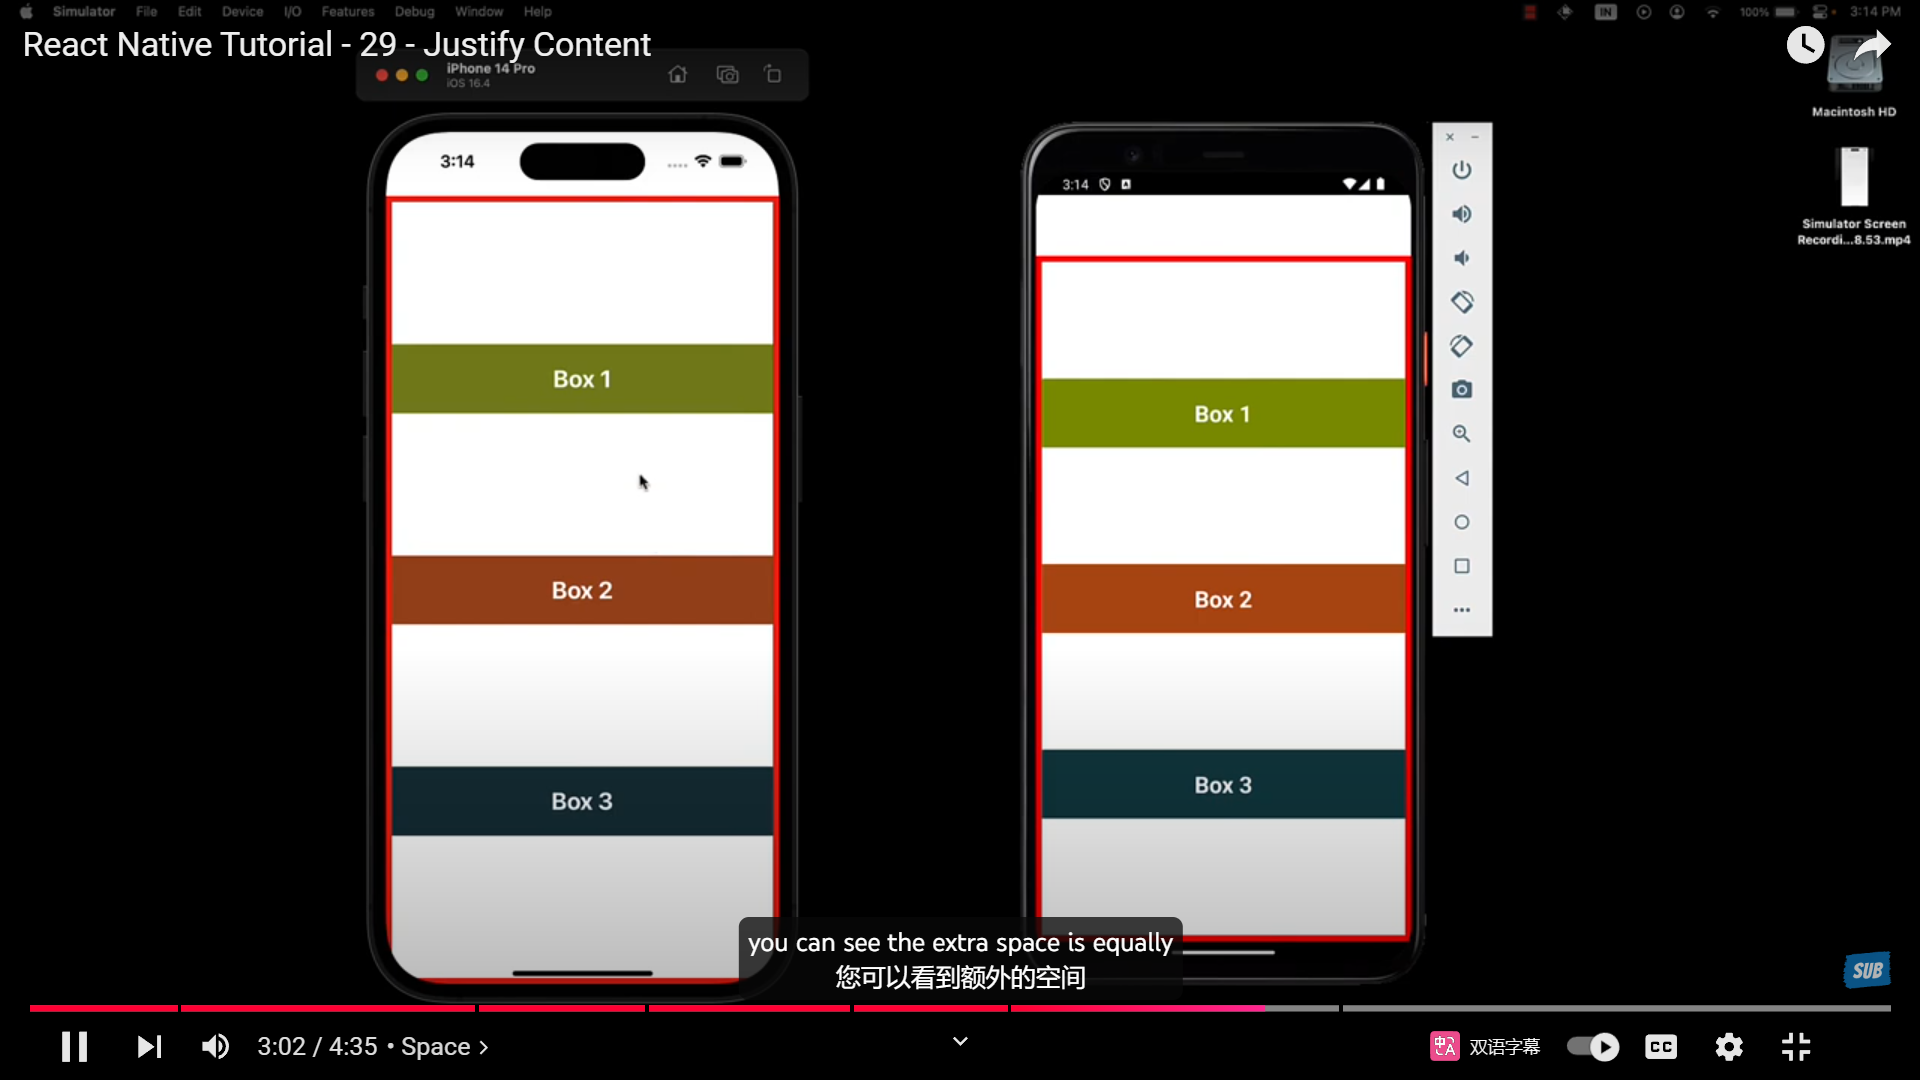 Simulator File Edit Device I/O Features Debug Window Help
IN 100% 3:14 PM
React Native Tutorial - 29 - Justify Content
iPhone 14 Pro
iOS 16.4
Macintosh HD
Simulator Screen
Recordi...8.53.mp4
3:14
Box 1
Box 2
Box 3
3:14
Box 1
Box 2
Box 3
you can see the extra space is equally
您可以看到额外的空间
SUB
3:02 / 4:35 • Space
双语字幕
CC